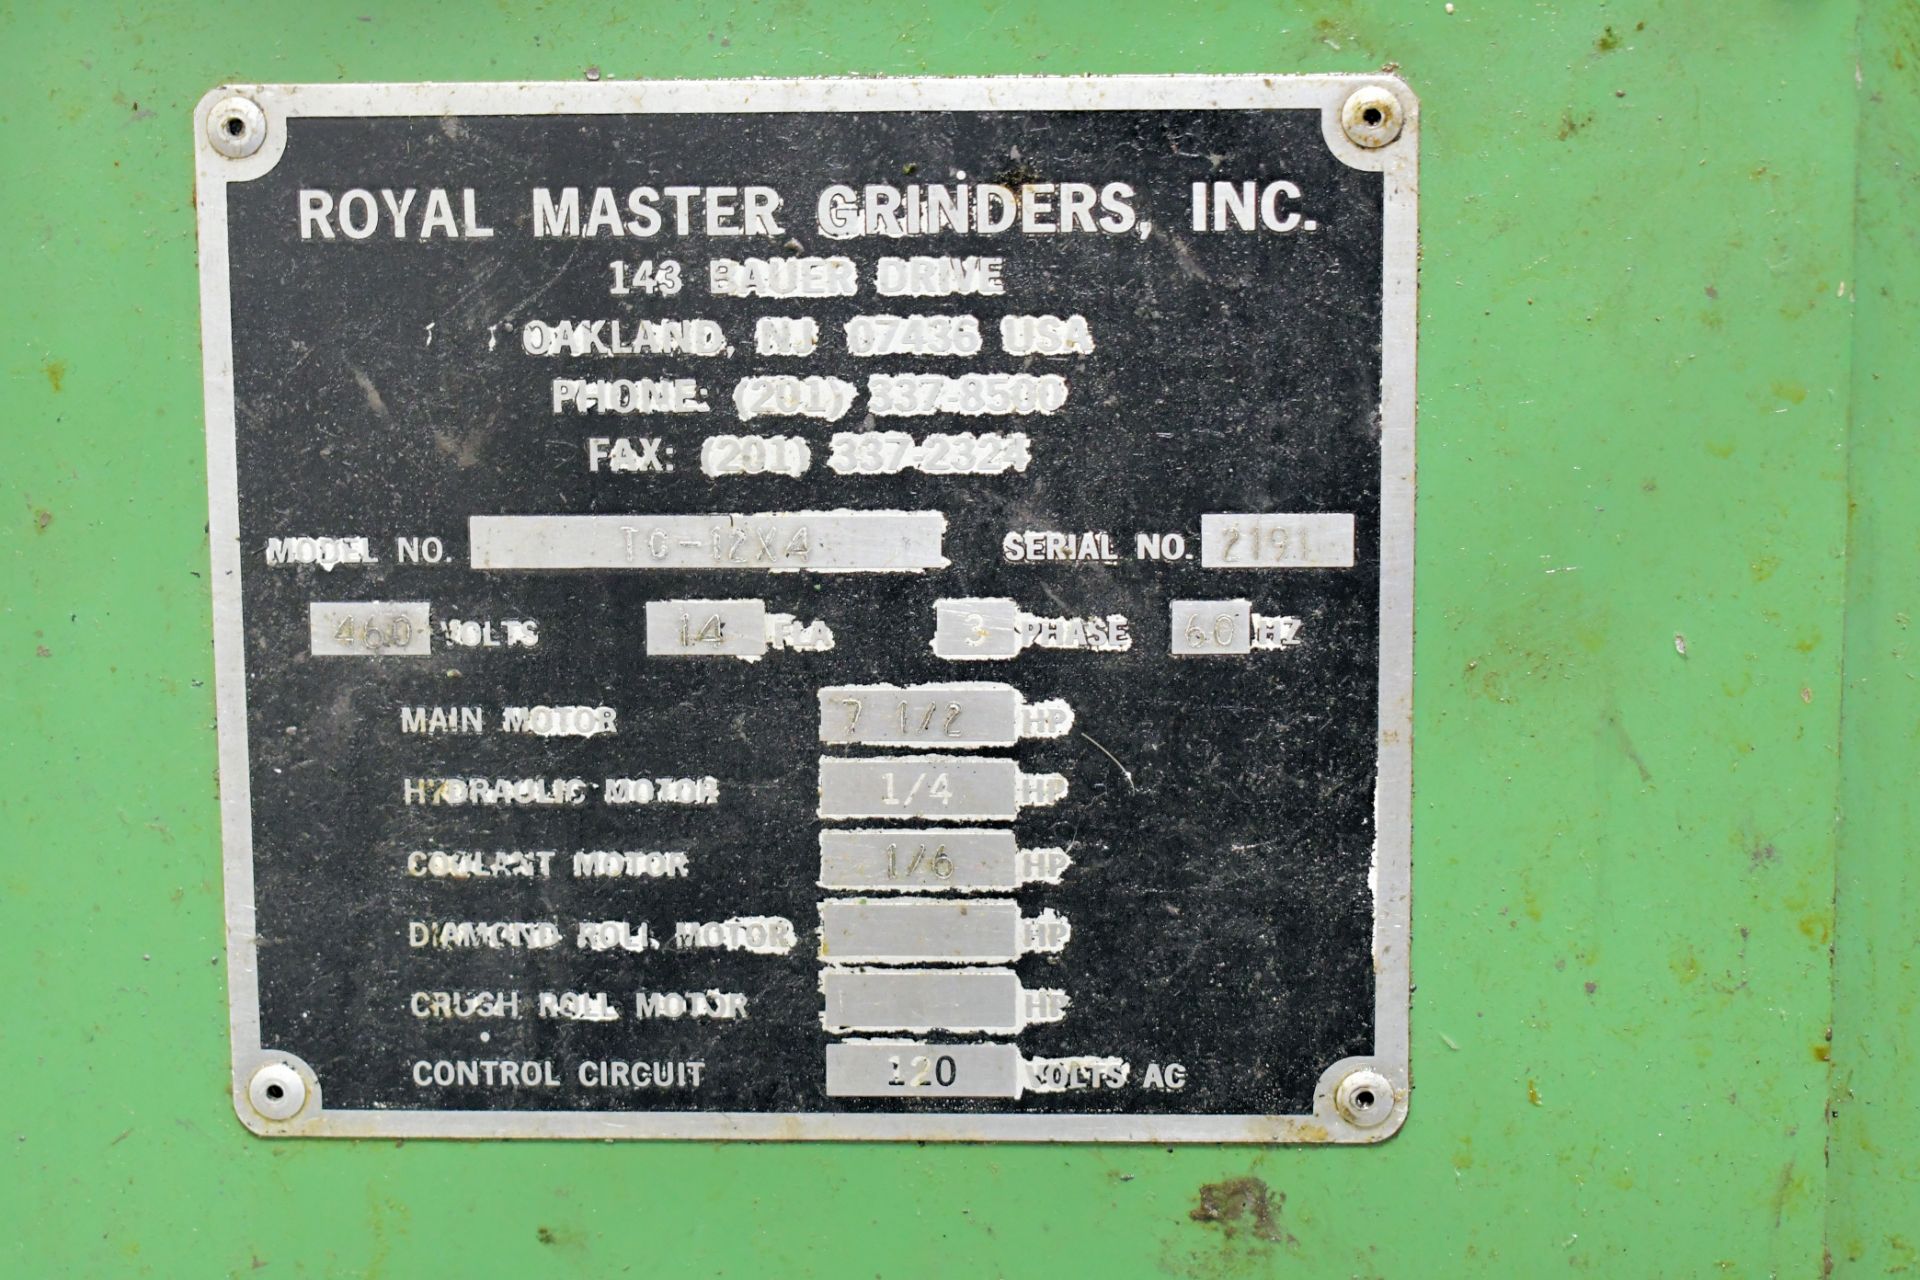 ROYAL MASTER GRINDERS, INC.
143 BAUER DRIVE
OAKLAND, NJ 07436 USA
PHONE: (201) 337-8500
FAX: (201) 337-2324
MODEL NO. TC-12X4 SERIAL NO. 2191
460 VOLTS 14 FLA 3 PHASE 60 HZ
MAIN MOTOR 7 1/2 HP
HYDRAULIC MOTOR 1/4 HP
COOLANT MOTOR 1/6 HP
DIAMOND ROLL MOTOR HP
CRUSH ROLL MOTOR HP
CONTROL CIRCUIT 120 VOLTS AC